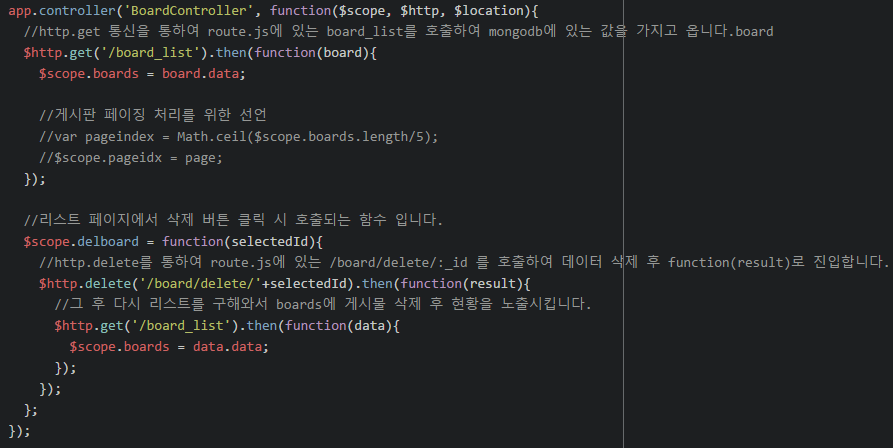 app.controller('BoardController', function($scope, $http, $location){
  //http.get 통신을 통하여 route.js에 있는 board_list를 호출하여 mongodb에 있는 값을 가지고 옵니다.board
  $http.get('/board_list').then(function(board){
    $scope.boards = board.data;

    //게시판 페이징 처리를 위한 선언
    //var pageindex = Math.ceil($scope.boards.length/5);
    //$scope.pageidx = page;
  });

  //리스트 페이지에서 삭제 버튼 클릭 시 호출되는 함수 입니다.
  $scope.delboard = function(selectedId){
    //http.delete를 통하여 route.js에 있는 /board/delete/:_id 를 호출하여 데이터 삭제 후 function(result)로 진입합니다.
    $http.delete('/board/delete/'+selectedId).then(function(result){
      //그 후 다시 리스트를 구해와서 boards에 게시물 삭제 후 현황을 노출시킵니다.
      $http.get('/board_list').then(function(data){
        $scope.boards = data.data;
      });
    });
  };
});